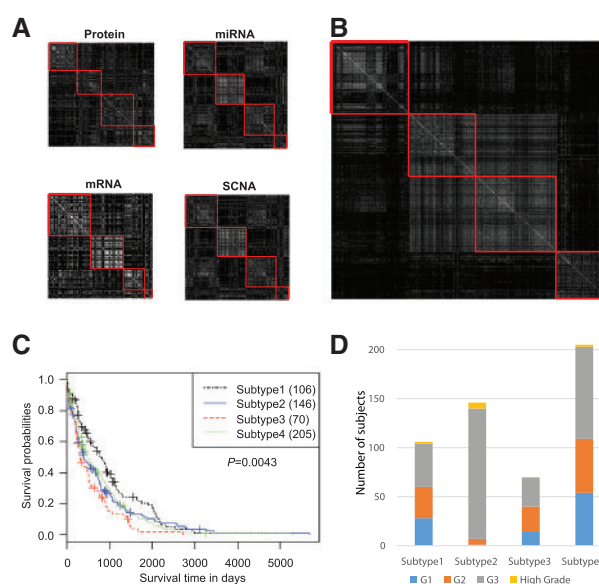 A
Protein
miRNA
mRNA
SCNA
B
C
Survival probabilities
1.0
0.8
0.6
0.4
0.2
0.0
Subtype1 (106)
Subtype2 (146)
Subtype3 (70)
Subtype4 (205)
P=0.0043
0 1000 2000 3000 4000 5000
Survival time in days
D
Number of subjects
200
150
100
50
0
Subtype1 Subtype2 Subtype3 Subtype
G1 G2 G3 High Grade